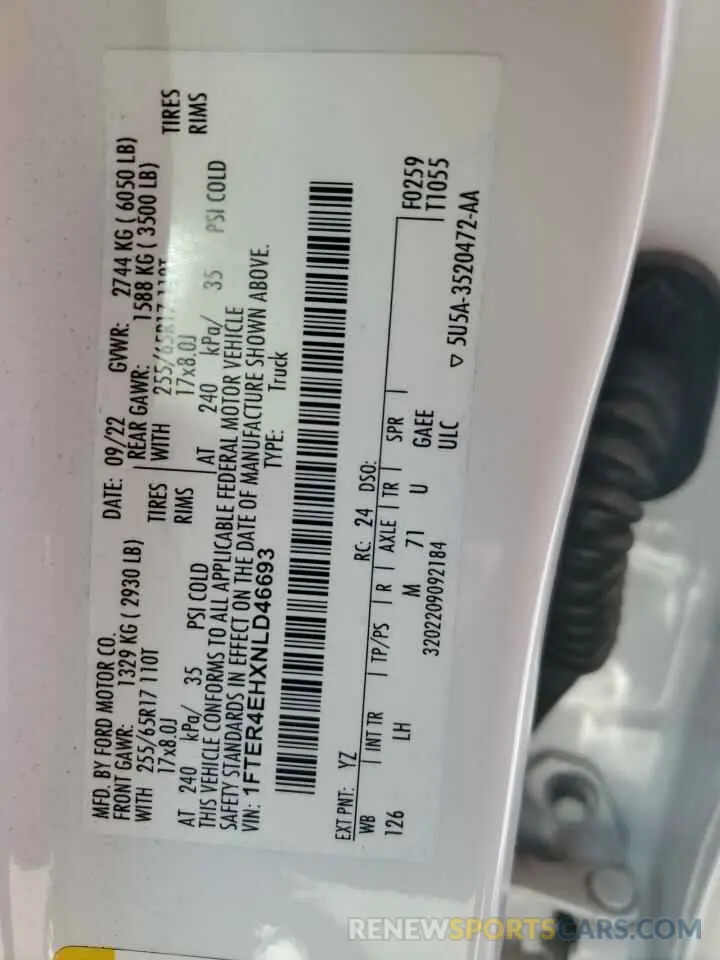 MFD. BY FORD MOTOR CO.
DATE: 09/22 GVWR: 2744 KG ( 6050 LB)
FRONT GAWR: 1329 KG ( 2930 LB) REAR GAWR: 1588 KG ( 3500 LB)
WITH 255/65R17 110T TIRES WITH 255/65R17 110T TIRES
17x8.0J RIMS 17x8.0J RIMS
AT 240 kPa/ 35 PSI COLD AT 240 kPa/ 35 PSI COLD
THIS VEHICLE CONFORMS TO ALL APPLICABLE FEDERAL MOTOR VEHICLE
SAFETY STANDARDS IN EFFECT ON THE DATE OF MANUFACTURE SHOWN ABOVE.
VIN: 1FTER4EHXNLD46693 TYPE: Truck
EXT PNT: YZ RC: 24 DSO:
WB INT TR TP/PS R AXLE TR SPR F0259
126 LH M 71 U GAEE T1055
3202209092184 ULC
▽ 5U5A-3520472-AA
RENEWSPORTSCARS.COM